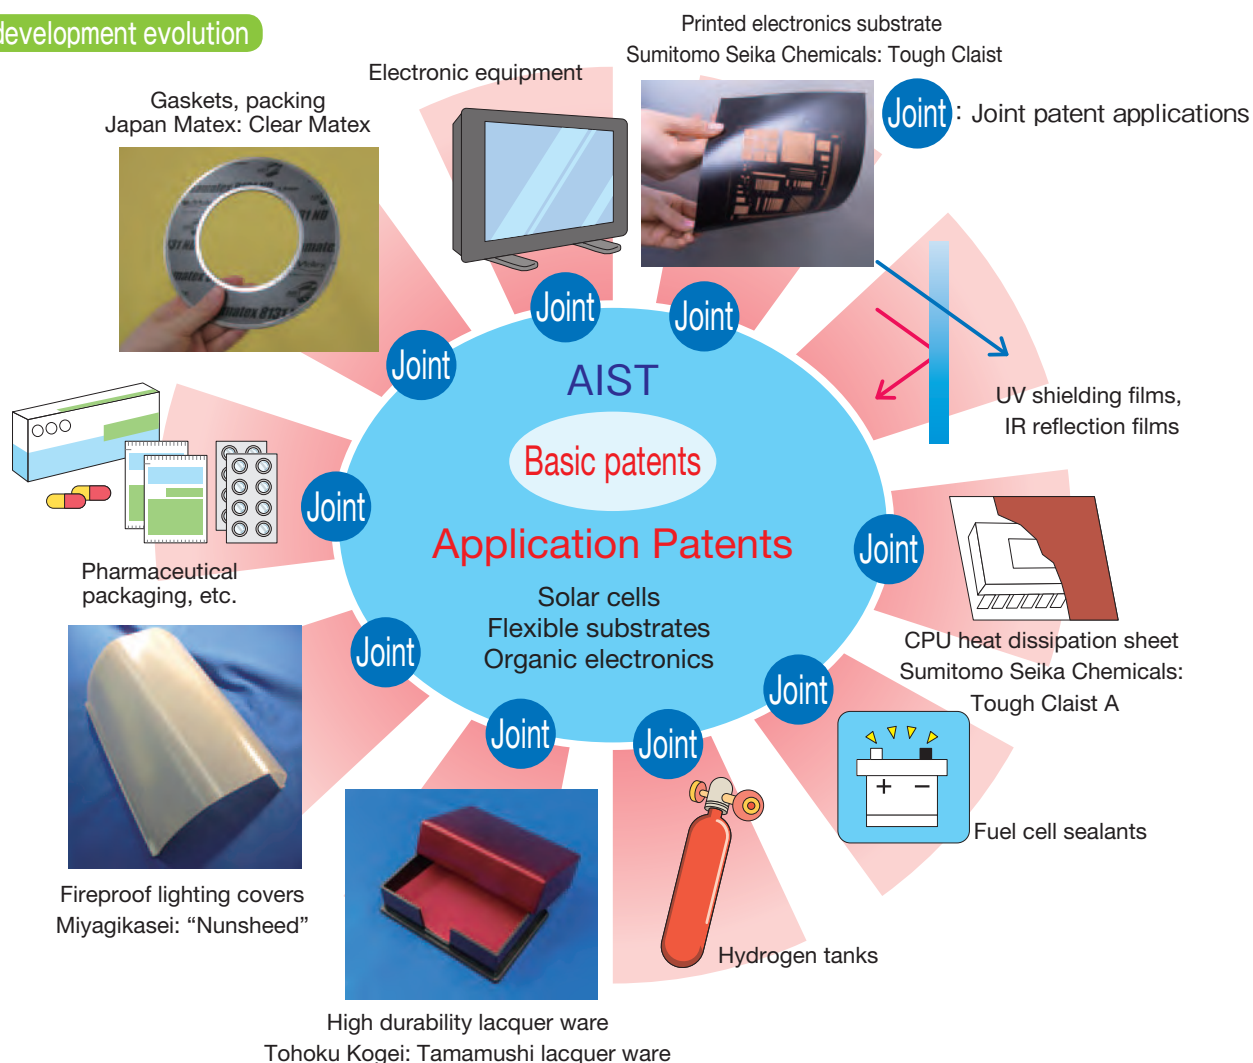 development evolution
Printed electronics substrate
Sumitomo Seika Chemicals: Tough Claist
Electronic equipment
Gaskets, packing
Japan Matex: Clear Matex
Joint
: Joint patent applications
Joint
Joint
Joint
AIST
UV shielding films,
IR reflection films
Basic patents
Joint
Application Patents
Joint
Pharmaceutical
packaging, etc.
Solar cells
Flexible substrates
Organic electronics
Joint
CPU heat dissipation sheet
Sumitomo Seika Chemicals:
Tough Claist A
Joint
Joint
Joint
+ −
Fuel cell sealants
Fireproof lighting covers
Miyagikasei: “Nunsheed”
Hydrogen tanks
High durability lacquer ware
Tohoku Kogei: Tamamushi lacquer ware